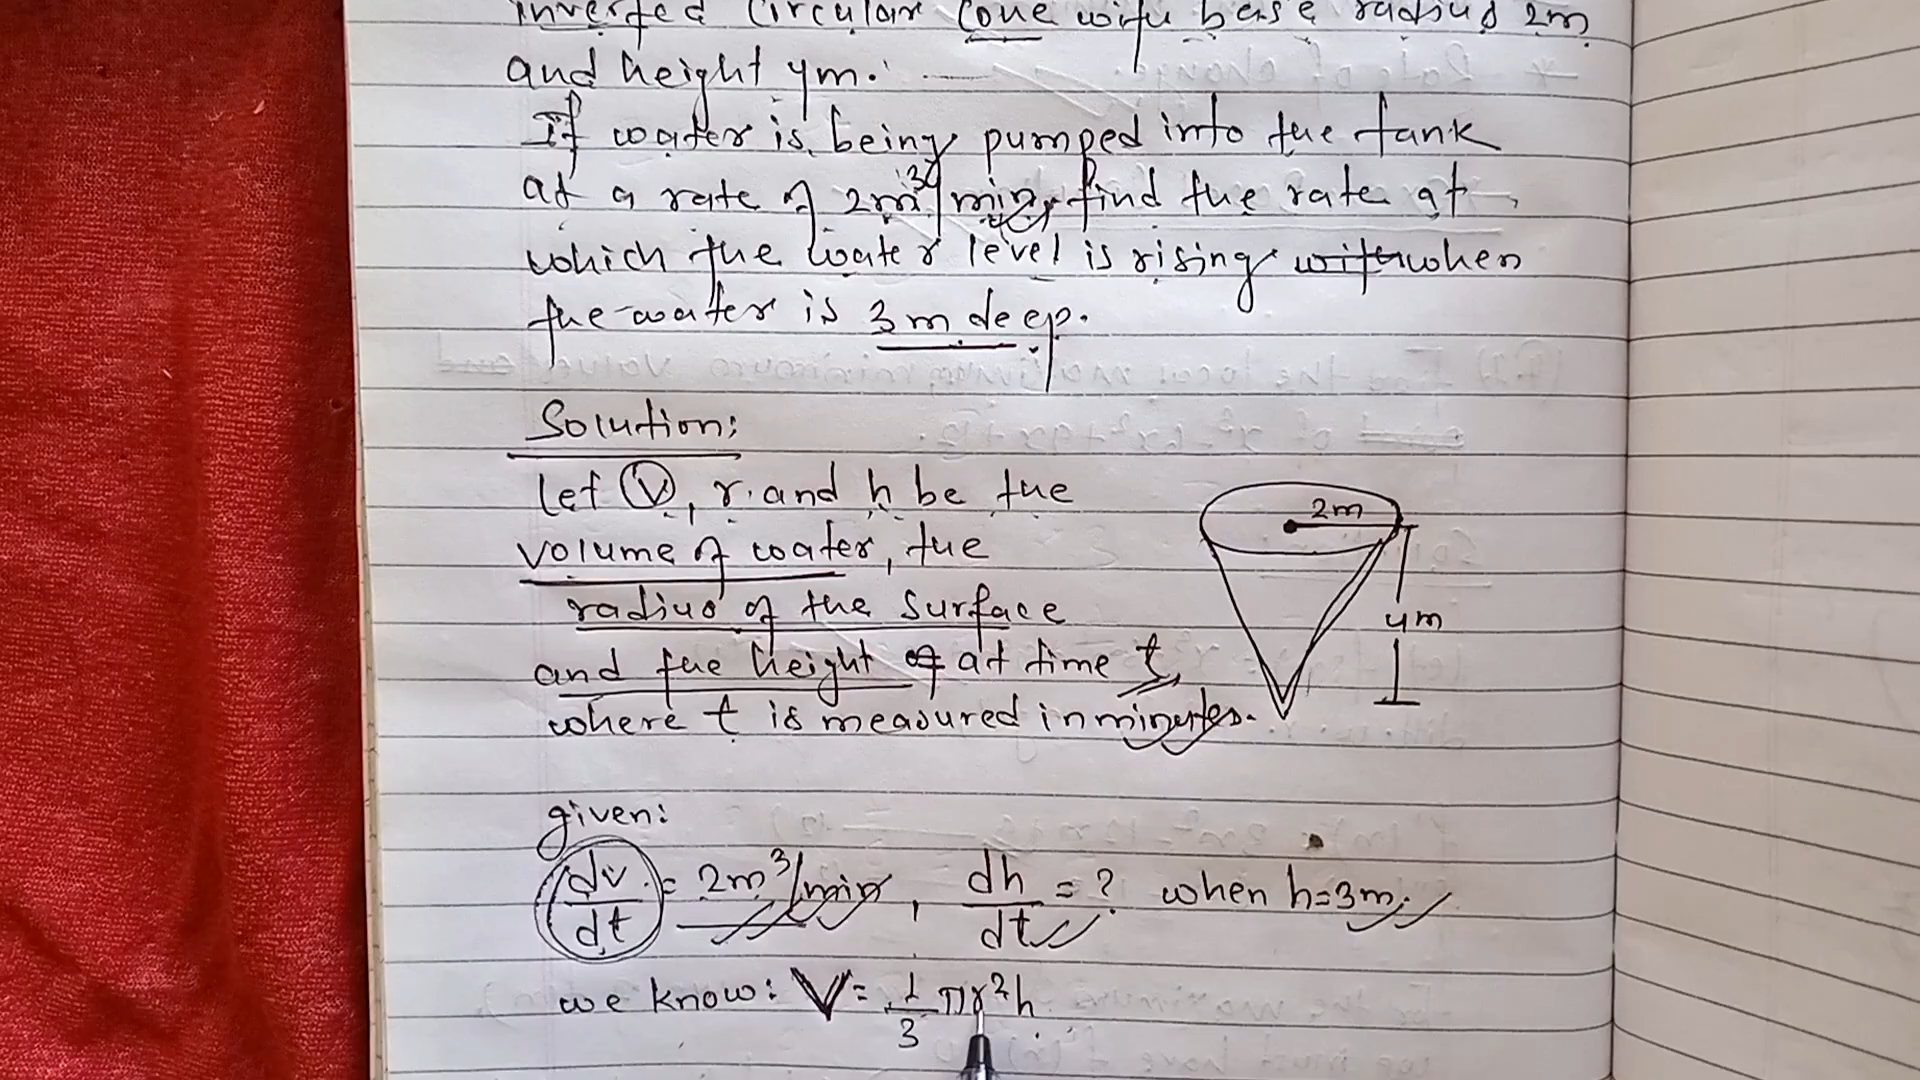 inverted circular cone with base radius 2m
and height 4m.
If water is being pumped into the tank
at a rate of 2m³/min, find the rate at
which the water level is rising with when
the water is 3m deep.
Solution:
Let V, r and h be the
volume of water, the
radius of the surface
and the height of at time t,
where t is measured in minutes.
2m
4m
given:
dv/dt = 2m³/min, dh/dt = ? when h=3m.
we know: V = 1/3 πr²h